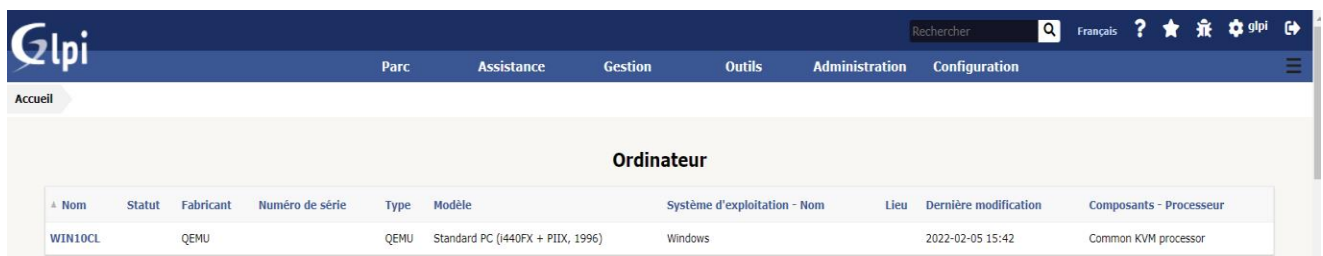 Glpi
Rechercher Français ? glpi
Parc Assistance Gestion Outils Administration Configuration
Accueil
Ordinateur
Nom Statut Fabricant Numéro de série Type Modèle Système d'exploitation - Nom Lieu Dernière modification Composants - Processeur
WIN10CL QEMU QEMU Standard PC (i440FX + PIIX, 1996) Windows 2022-02-05 15:42 Common KVM processor